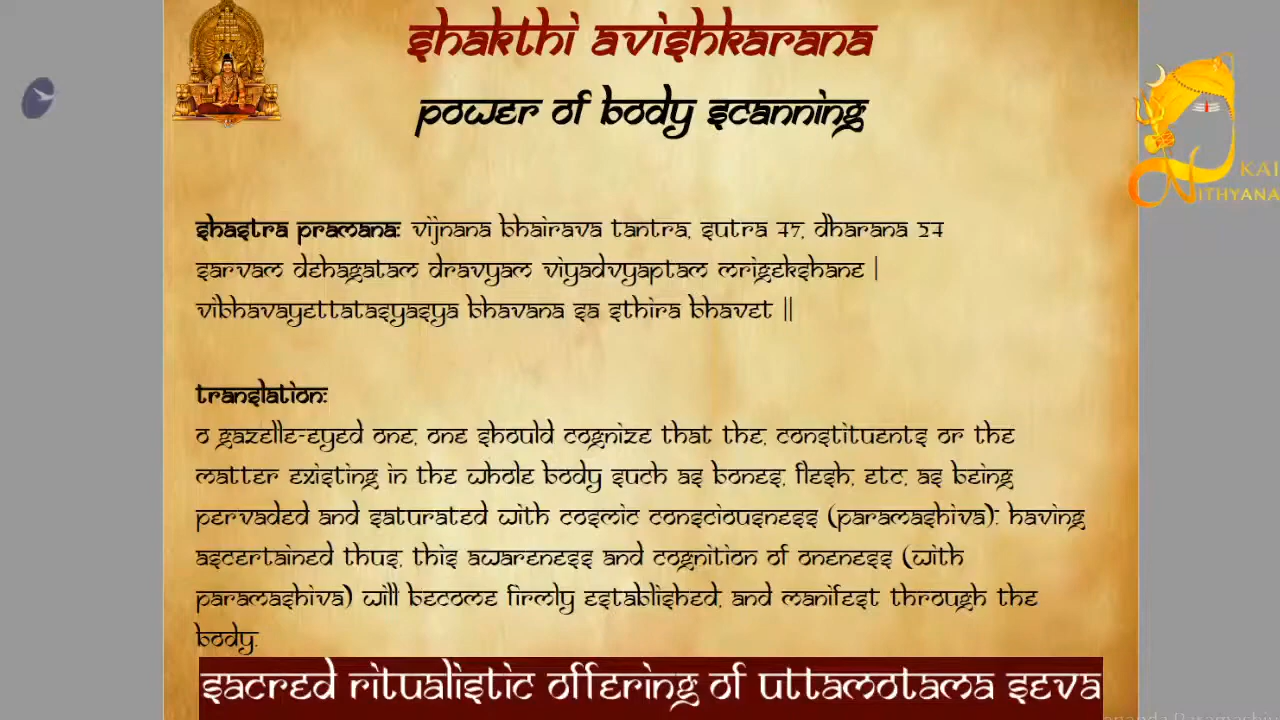 Shakthi Avishkarana
Power of Body Scanning
KAI
NITHYANA
Shastra Pramana: Vijnana Bhairava Tantra, Sutra 47, Dharana 24
sarvam dehagatam dravyam viyadvyaptam mrigekshane |
vibhavayettatasyasya bhavana sa sthira bhavet ||
Translation:
O gazelle-eyed one, one should cognize that the, constituents or the
matter existing in the whole body such as bones, flesh, etc, as being
pervaded and saturated with cosmic consciousness (Paramashiva). Having
ascertained thus, this awareness and cognition of oneness (with
Paramashiva) will become firmly established, and manifest through the
body.
Sacred Ritualistic Offering of Uttamotama Seva